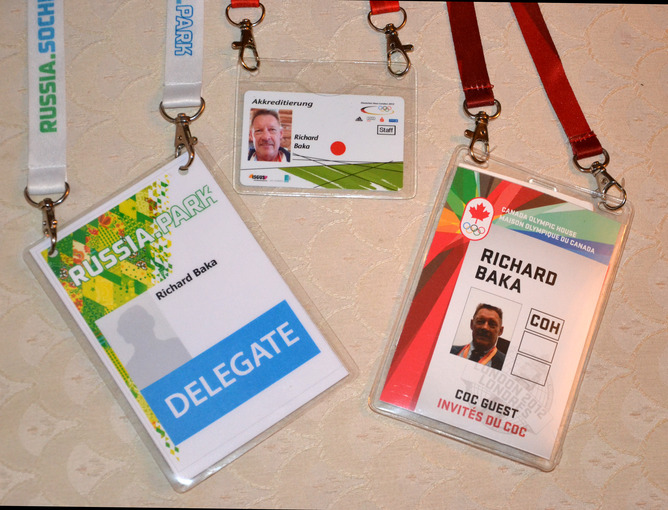 RUSSIA.SOCHI
.PARK
RUSSIA.PARK
Richard Baka
DELEGATE
Akkreditierung
Staff
Richard
Baka
CANADA OLYMPIC HOUSE
MAISON OLYMPIQUE DU CANADA
RICHARD
BAKA
COH
LONDON 2012
LONDRES
COC GUEST
INVITÉS DU COC